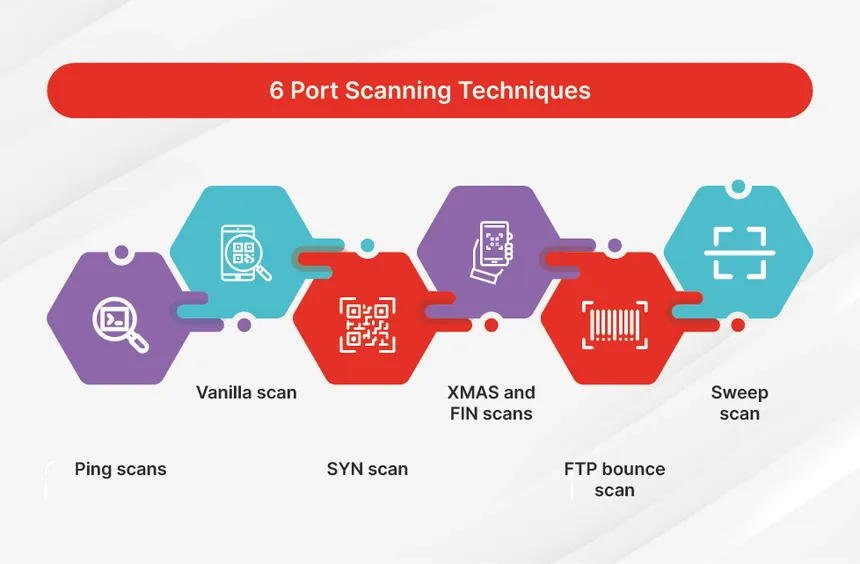 6 Port Scanning Techniques
Ping scans
Vanilla scan
SYN scan
XMAS and
FIN scans
FTP bounce
scan
Sweep
scan